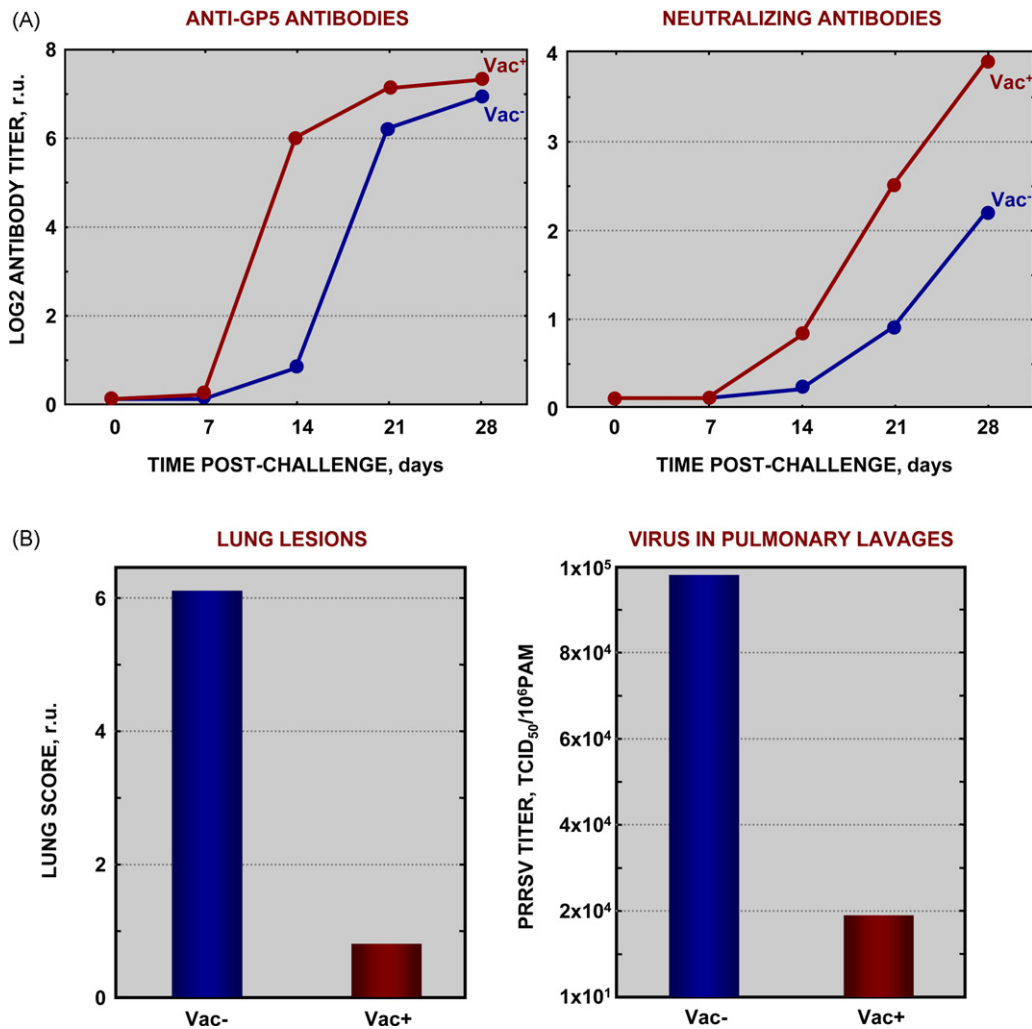 (A)
ANTI-GP5 ANTIBODIES
LOG2 ANTIBODY TITER, r.u.
8
6
4
2
0
Vac⁺
Vac⁻
0 7 14 21 28
TIME POST-CHALLENGE, days
NEUTRALIZING ANTIBODIES
4
3
2
1
0
Vac⁺
Vac⁻
0 7 14 21 28
TIME POST-CHALLENGE, days
(B)
LUNG LESIONS
LUNG SCORE, r.u.
6
4
2
0
Vac- Vac+
VIRUS IN PULMONARY LAVAGES
PRRSV TITER, TCID₅₀/10⁶PAM
1x10⁵
8x10⁴
6x10⁴
4x10⁴
2x10⁴
1x10¹
Vac- Vac+